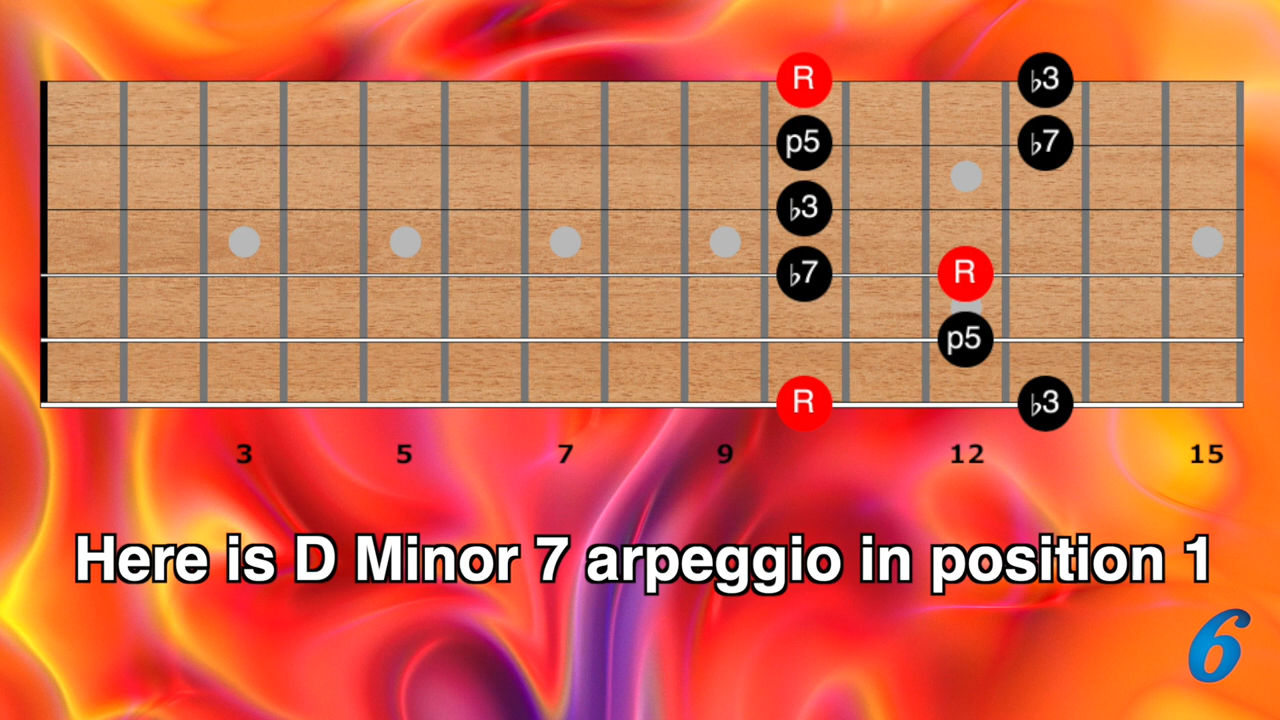 R ♭3
p5 ♭7
♭3
♭7 R
p5
R ♭3
3 5 7 9 12 15
Here is D Minor 7 arpeggio in position 1
6